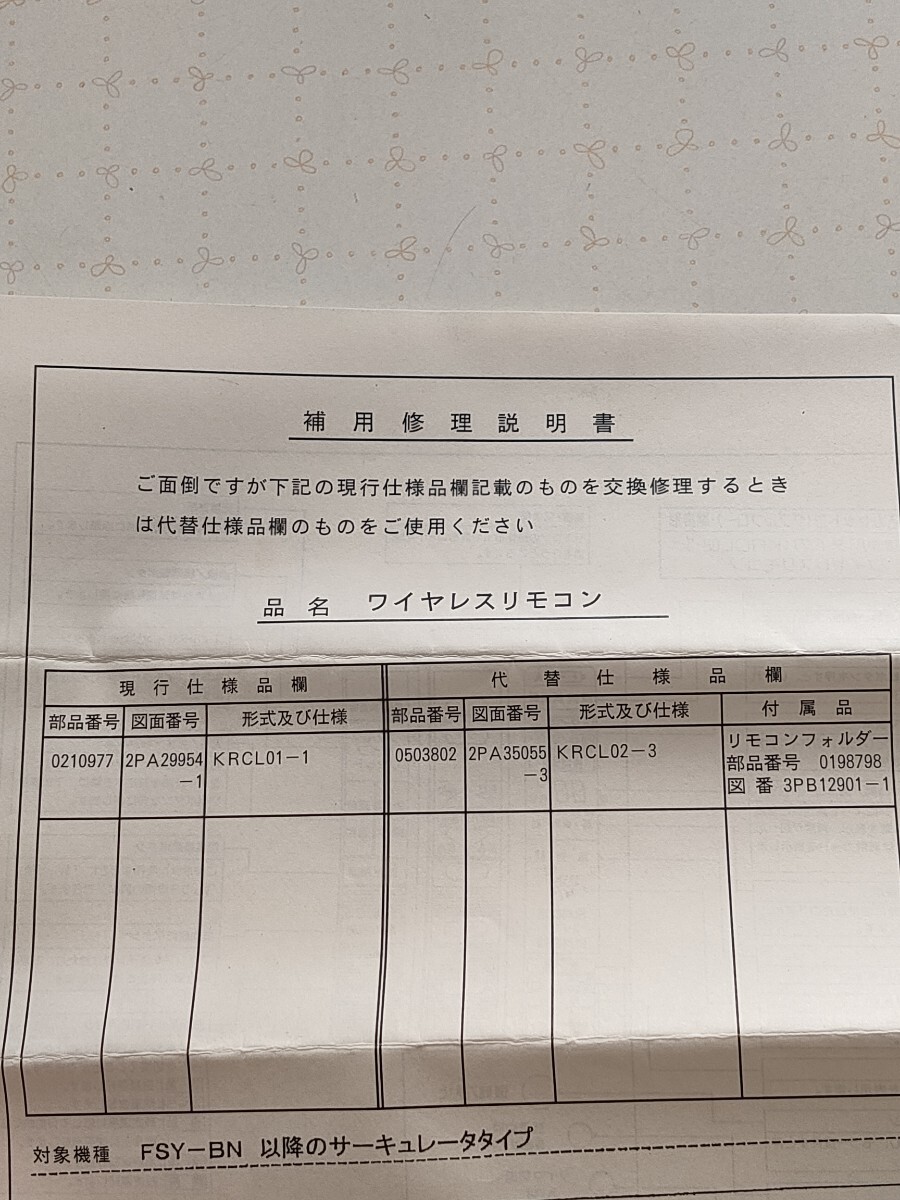 補用修理説明書
ご面倒ですが下記の現行仕様品欄記載のものを交換修理するとき
は代替仕様品欄のものをご使用ください
品名 ワイヤレスリモコン
現行仕様品欄 代替仕様品欄
部品番号 図面番号 形式及び仕様 部品番号 図面番号 形式及び仕様 付属品
0210977 2PA29954-1 KRCL01-1 0503802 2PA35055-3 KRCL02-3 リモコンフォルダー
部品番号 0198798
図番 3PB12901-1
対象機種 FSY-BN 以降のサーキュレータタイプ